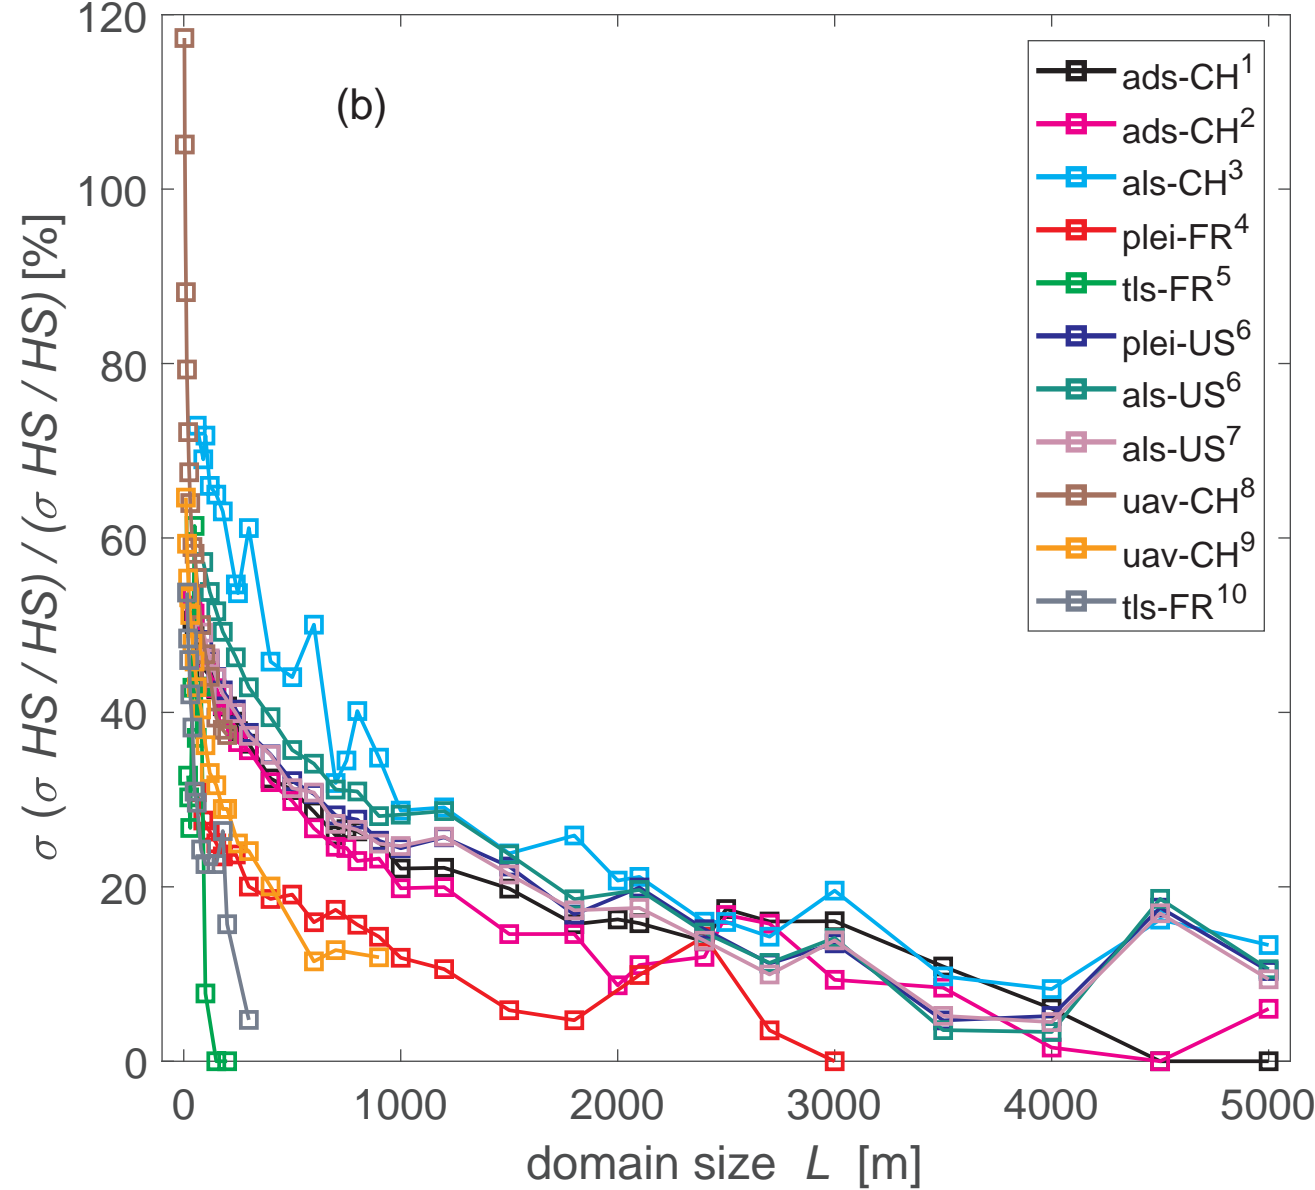 120
100
80
60
40
20
0
σ (σ HS / HS) / (σ HS / HS) [%]
(b)
ads-CH1
ads-CH2
als-CH3
plei-FR4
tls-FR5
plei-US6
als-US6
als-US7
uav-CH8
uav-CH9
tls-FR10
0 1000 2000 3000 4000 5000
domain size L [m]